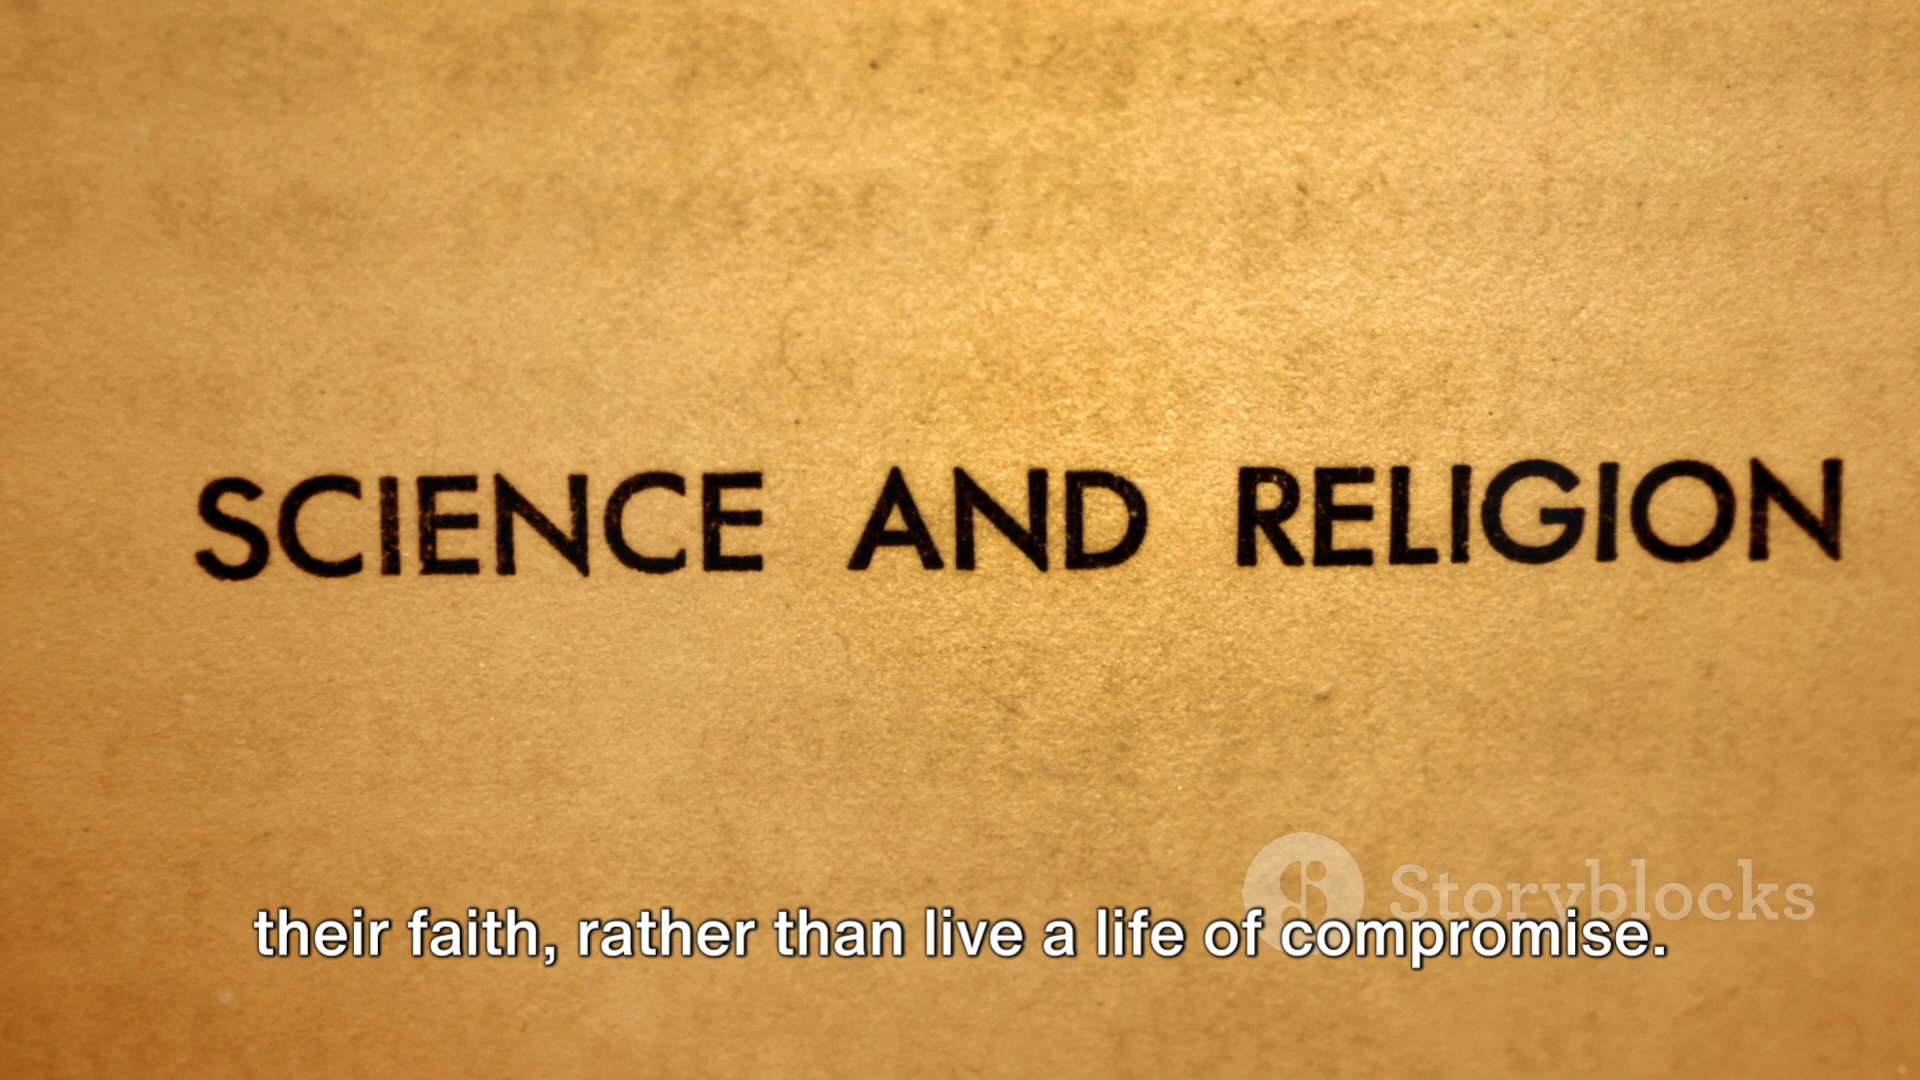 SCIENCE AND RELIGION
Storyblocks
their faith, rather than live a life of compromise.